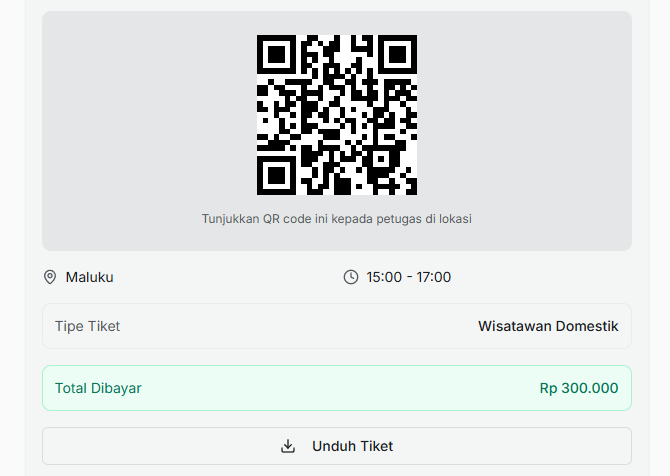 Tunjukkan QR code ini kepada petugas di lokasi
Maluku
15:00 - 17:00
Tipe Tiket
Wisatawan Domestik
Total Dibayar
Rp 300.000
Unduh Tiket